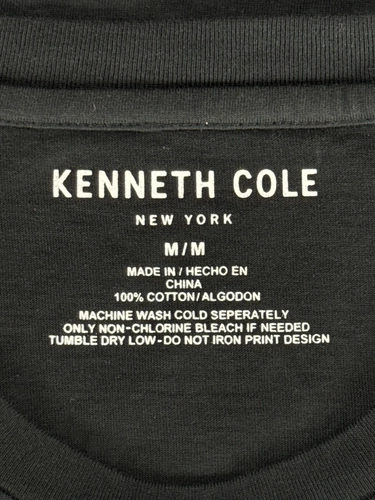 KENNETH COLE
NEW YORK
M/M
MADE IN / HECHO EN
CHINA
100% COTTON/ALGODON
MACHINE WASH COLD SEPERATELY
ONLY NON-CHLORINE BLEACH IF NEEDED
TUMBLE DRY LOW-DO NOT IRON PRINT DESIGN